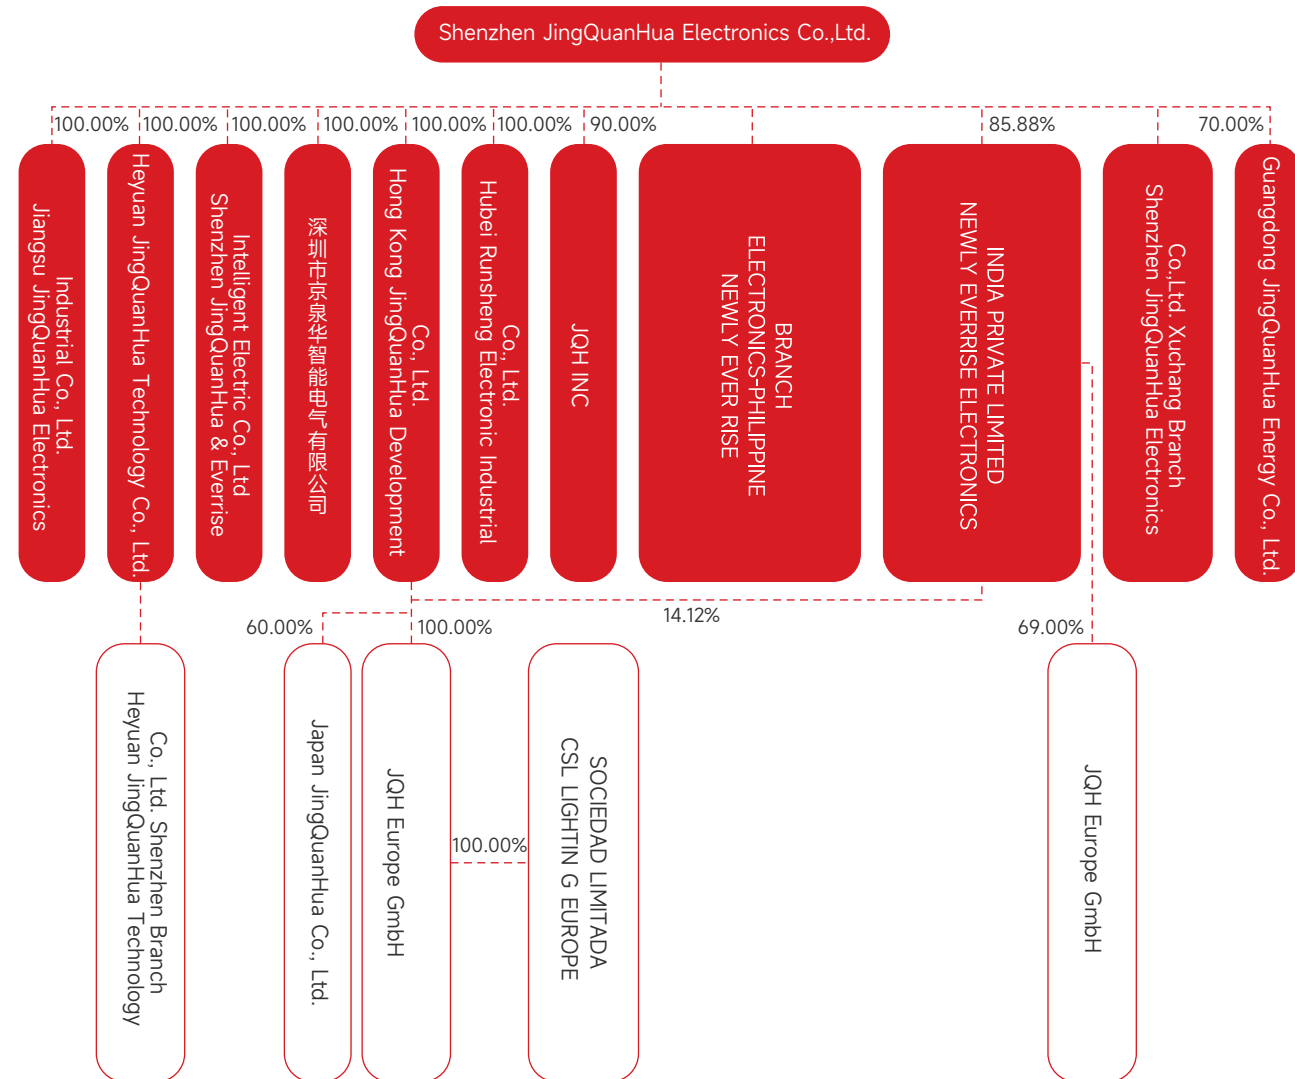 Shenzhen JingQuanHua Electronics Co.,Ltd.
100.00%
100.00%
100.00%
100.00%
100.00%
100.00%
90.00%
85.88%
70.00%
Jiangsu JingQuanHua Electronics
Industrial Co., Ltd.
Heyuan JingQuanHua Technology Co., Ltd.
Shenzhen JingQuanHua & Everrise
Intelligent Electric Co., Ltd
深圳市京泉华智能电气有限公司
Hong Kong JingQuanHua Development
Co., Ltd.
Hubei Runsheng Electronic Industrial
Co., Ltd.
JQH INC
NEWLY EVER RISE
ELECTRONICS-PHILIPPINE
BRANCH
NEWLY EVERRISE ELECTRONICS
INDIA PRIVATE LIMITED
Shenzhen JingQuanHua Electronics
Co.,Ltd. Xuchang Branch
Guangdong JingQuanHua Energy Co., Ltd.
14.12%
60.00%
100.00%
69.00%
Heyuan JingQuanHua Technology
Co., Ltd. Shenzhen Branch
Japan JingQuanHua Co., Ltd.
JQH Europe GmbH
100.00%
CSL LIGHTIN G EUROPE
SOCIEDAD LIMITADA
JQH Europe GmbH